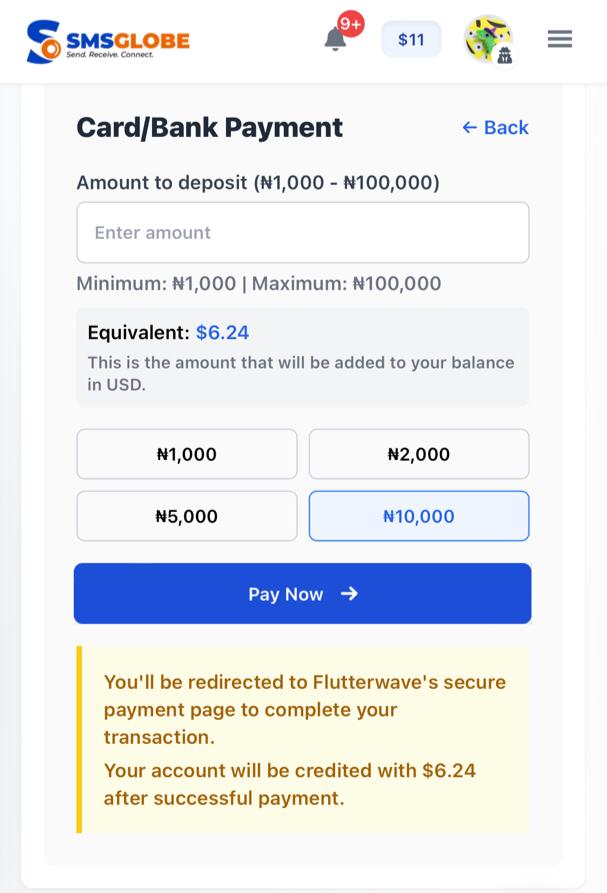 9+
SMSGLOBE
Send. Receive. Connect.
$11
Card/Bank Payment
← Back
Amount to deposit (₦1,000 - ₦100,000)
Enter amount
Minimum: ₦1,000 | Maximum: ₦100,000
Equivalent: $6.24
This is the amount that will be added to your balance
in USD.
₦1,000
₦2,000
₦5,000
₦10,000
Pay Now →
You'll be redirected to Flutterwave's secure
payment page to complete your
transaction.
Your account will be credited with $6.24
after successful payment.